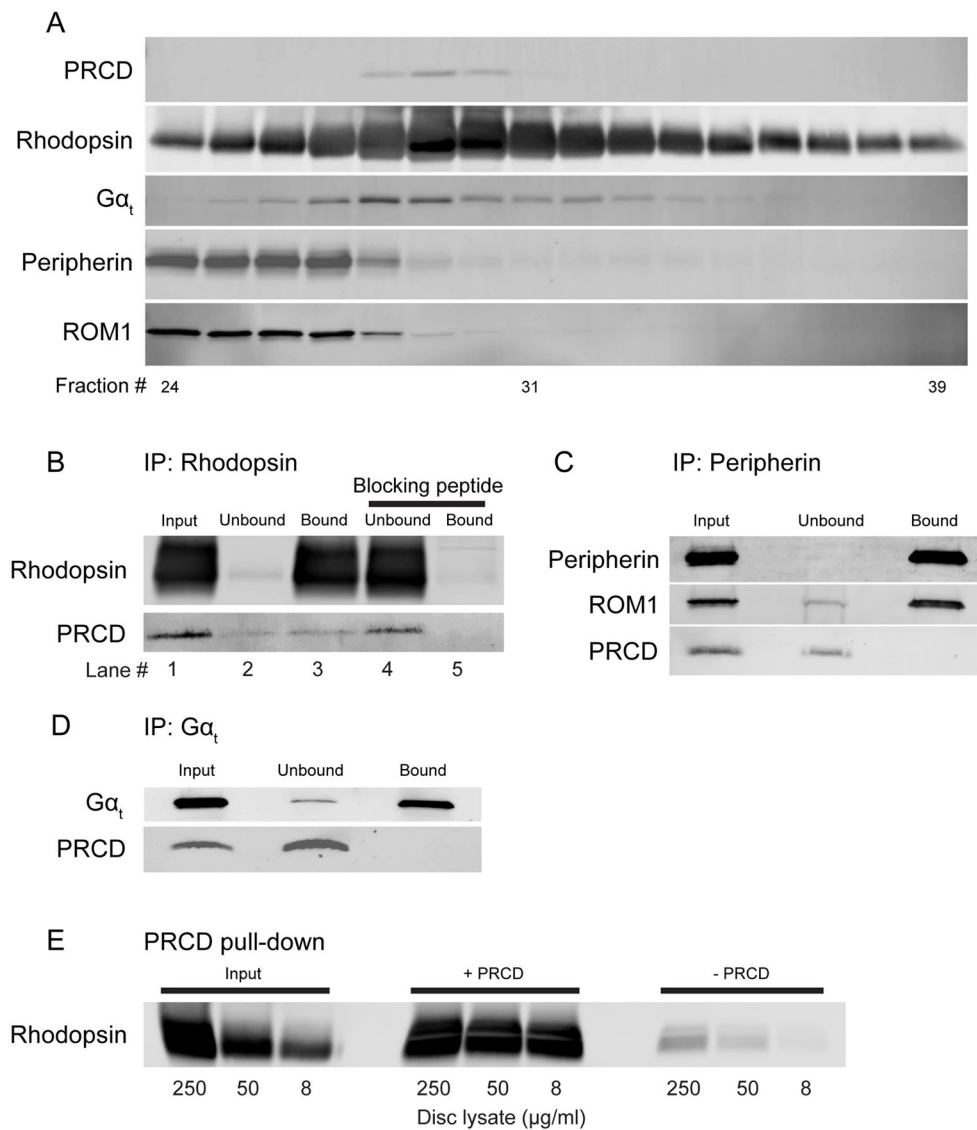 A
PRCD
Rhodopsin
Gαt
Peripherin
ROM1
Fraction # 24 31 39
B IP: Rhodopsin
Blocking peptide
Input Unbound Bound Unbound Bound
Rhodopsin
PRCD
Lane # 1 2 3 4 5
C IP: Peripherin
Input Unbound Bound
Peripherin
ROM1
PRCD
D IP: Gαt
Input Unbound Bound
Gαt
PRCD
E PRCD pull-down
Input + PRCD - PRCD
Rhodopsin
250 50 8 250 50 8 250 50 8
Disc lysate (μg/ml)